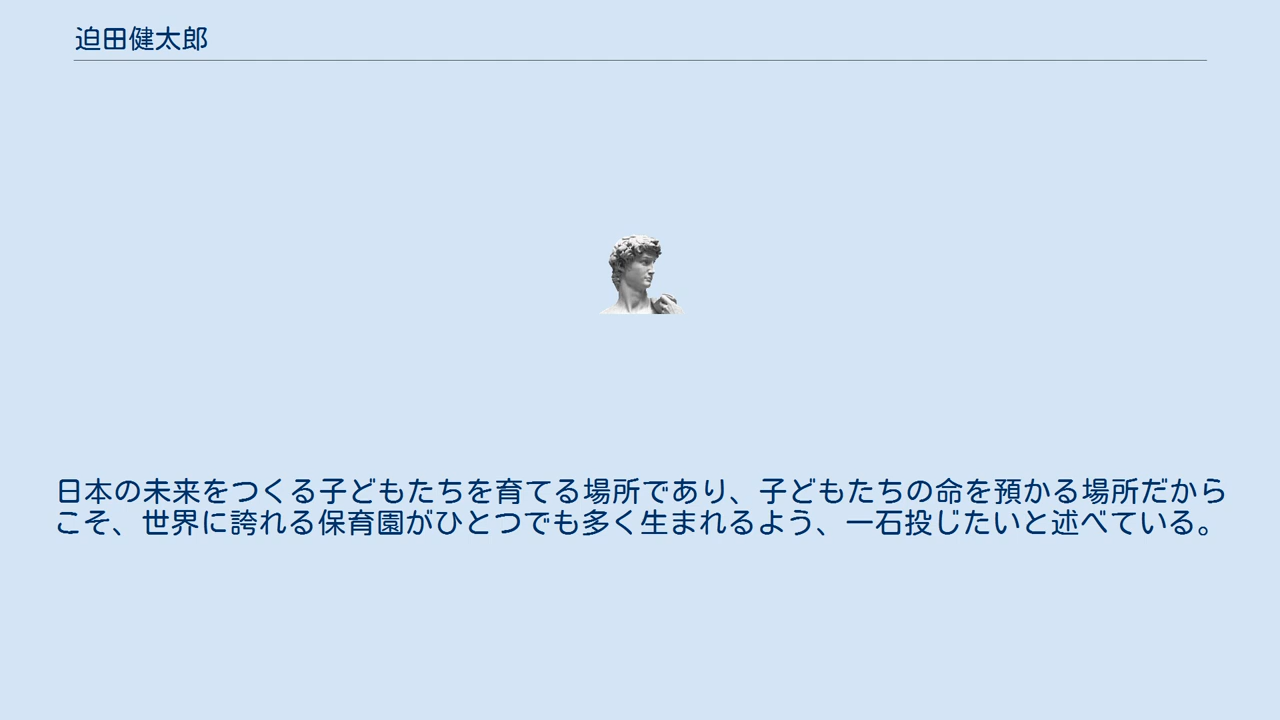 迫田健太郎
日本の未来をつくる子どもたちを育てる場所であり、子どもたちの命を預かる場所だから
こそ、世界に誇れる保育園がひとつでも多く生まれるよう、一石投じたいと述べている。